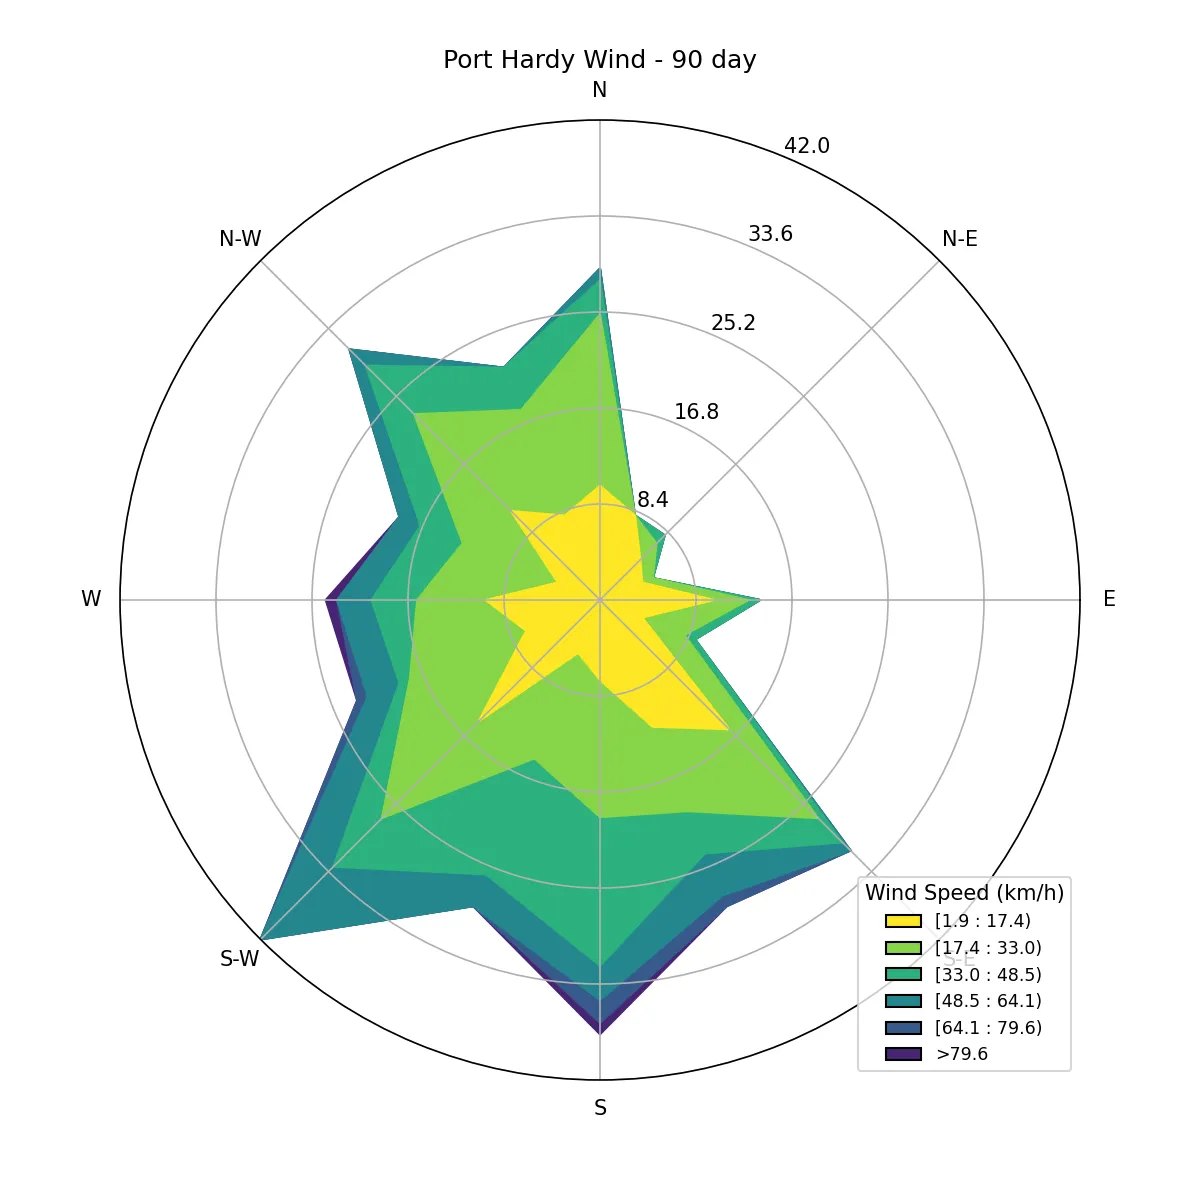 Port Hardy Wind - 90 day
N
42.0
33.6
N-W
N-E
25.2
16.8
8.4
W
E
Wind Speed (km/h)
[1.9 : 17.4)
[17.4 : 33.0)
S-W
S-E
[33.0 : 48.5)
[48.5 : 64.1)
[64.1 : 79.6)
>79.6
S